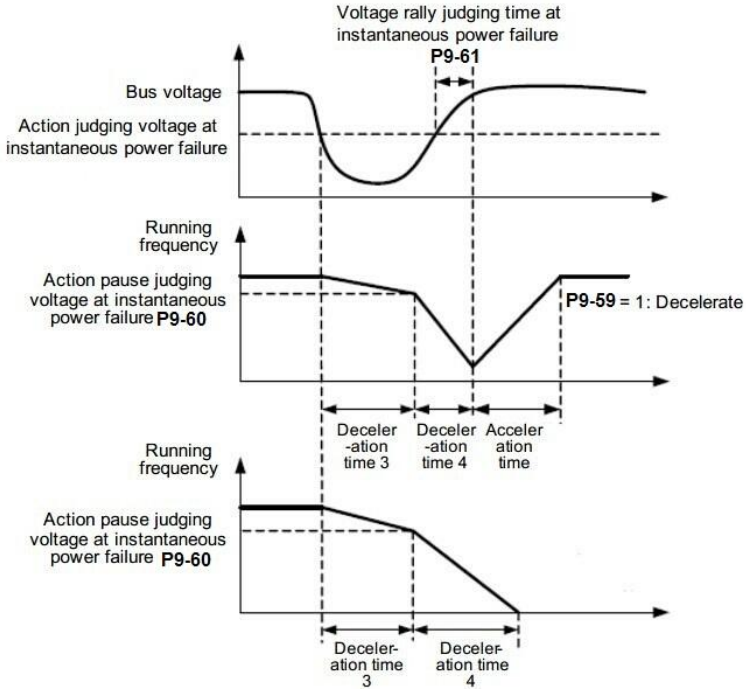 Voltage rally judging time at
instantaneous power failure
P9-61
Bus voltage
Action judging voltage at
instantaneous power failure
Running
frequency
Action pause judging
voltage at instantaneous
power failure P9-60
P9-59 = 1: Decelerate
Deceler
-ation
time 3
Deceler
-ation
time 4
Acceler
ation
time
Running
frequency
Action pause judging
voltage at instantaneous
power failure P9-60
Deceler-
ation time
3
Deceler-
ation time
4